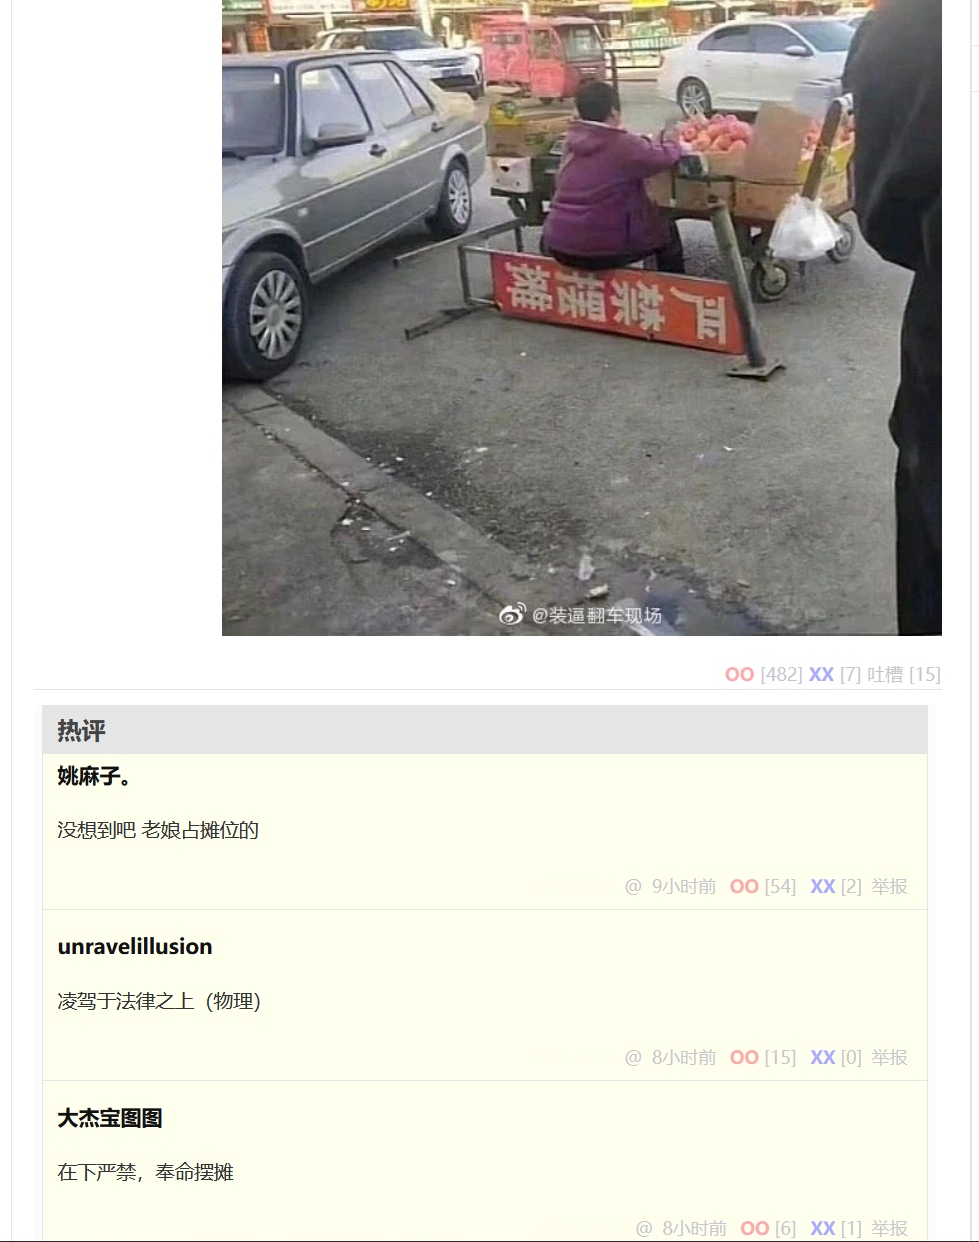 严禁摆摊
@装逼翻车现场
OO [482] XX [7] 吐槽 [15]
热评
姚麻子。
没想到吧 老娘占摊位的
@ 9小时前 OO [54] XX [2] 举报
unravelillusion
凌驾于法律之上（物理）
@ 8小时前 OO [15] XX [0] 举报
大杰宝图图
在下严禁，奉命摆摊
@ 8小时前 OO [6] XX [1] 举报